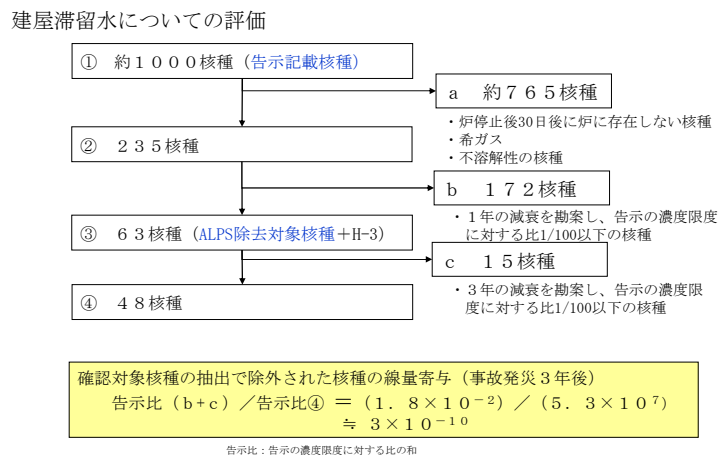 建屋滞留水についての評価
① 約１０００核種（告示記載核種）
a 約７６５核種
・炉停止後30日後に炉に存在しない核種
・希ガス
・不溶解性の核種
② ２３５核種
b １７２核種
・１年の減衰を勘案し、告示の濃度限度
に対する比1/100以下の核種
③ ６３核種（ALPS除去対象核種＋H-3）
c １５核種
・３年の減衰を勘案し、告示の濃度限
度に対する比1/100以下の核種
④ ４８核種
確認対象核種の抽出で除外された核種の線量寄与（事故発災３年後）
告示比（b+c）／告示比④ ＝（１．８×１０⁻²）／（５．３×１０⁷）
≒ ３×１０⁻¹⁰
告示比：告示の濃度限度に対する比の和